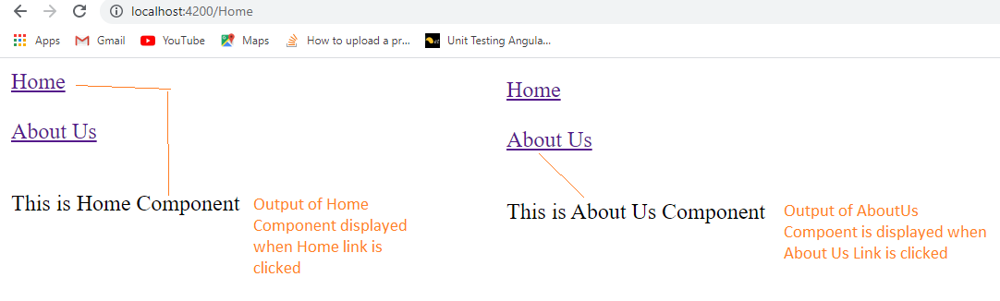 localhost:4200/Home
Apps Gmail YouTube Maps How to upload a pr... Unit Testing Angula...
Home
About Us
This is Home Component
Output of Home
Component displayed
when Home link is
clicked
Home
About Us
This is About Us Component
Output of AboutUs
Compoent is displayed when
About Us Link is clicked